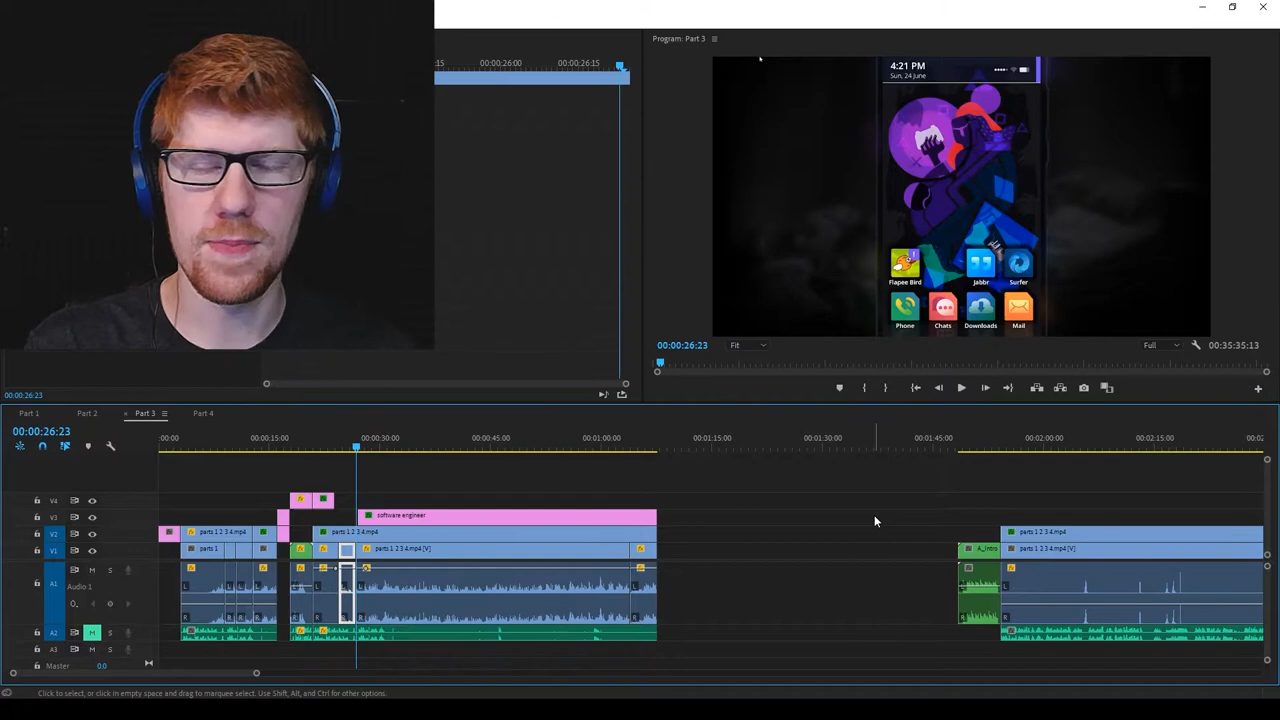 :15
00:00:26:00
00:00:26:15
Program: Part 3
4:21 PM
Sun, 24 June
Flapee Bird
Jabbr
Surfer
Phone
Chats
Downloads
Mail
00:00:26:23
Fit
Full
00:35:35:13
00:00:26:23
Part 1
Part 2
× Part 3
Part 4
00:00:26:23
:00:00
00:00:15:00
00:00:30:00
00:00:45:00
00:01:00:00
00:01:15:00
00:01:30:00
00:01:45:00
00:02:00:00
00:02:15:00
V4
fx
fx
V3
software engineer
V2
parts 1 2 3 4.mp4
parts 1 2 3 4.mp4
parts 1 2 3 4.mp4
V1
parts 1
parts 1 2 3 4.mp4 [V]
A_Intro
parts 1 2 3 4.mp4 [V]
A1
M S
Audio 1
L
R
A2
M S
A3
M S
Master
0.0
Click to select, or click in empty space and drag to marquee select. Use Shift, Alt, and Ctrl for other options.